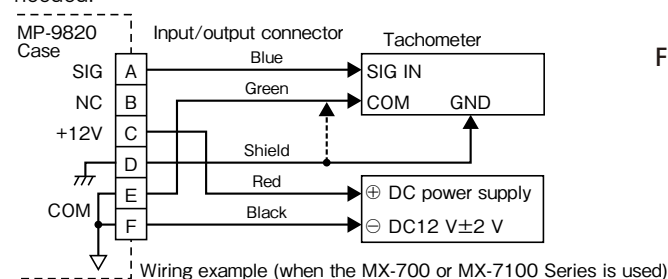 needed.
MP-9820
Case
Input/output connector
Tachometer
F
SIG A Blue SIG IN
NC B Green COM GND
+12V C
D Shield
E Red ⊕ DC power supply
COM
F Black ⊖ DC12 V±2 V
Wiring example (when the MX-700 or MX-7100 Series is used)